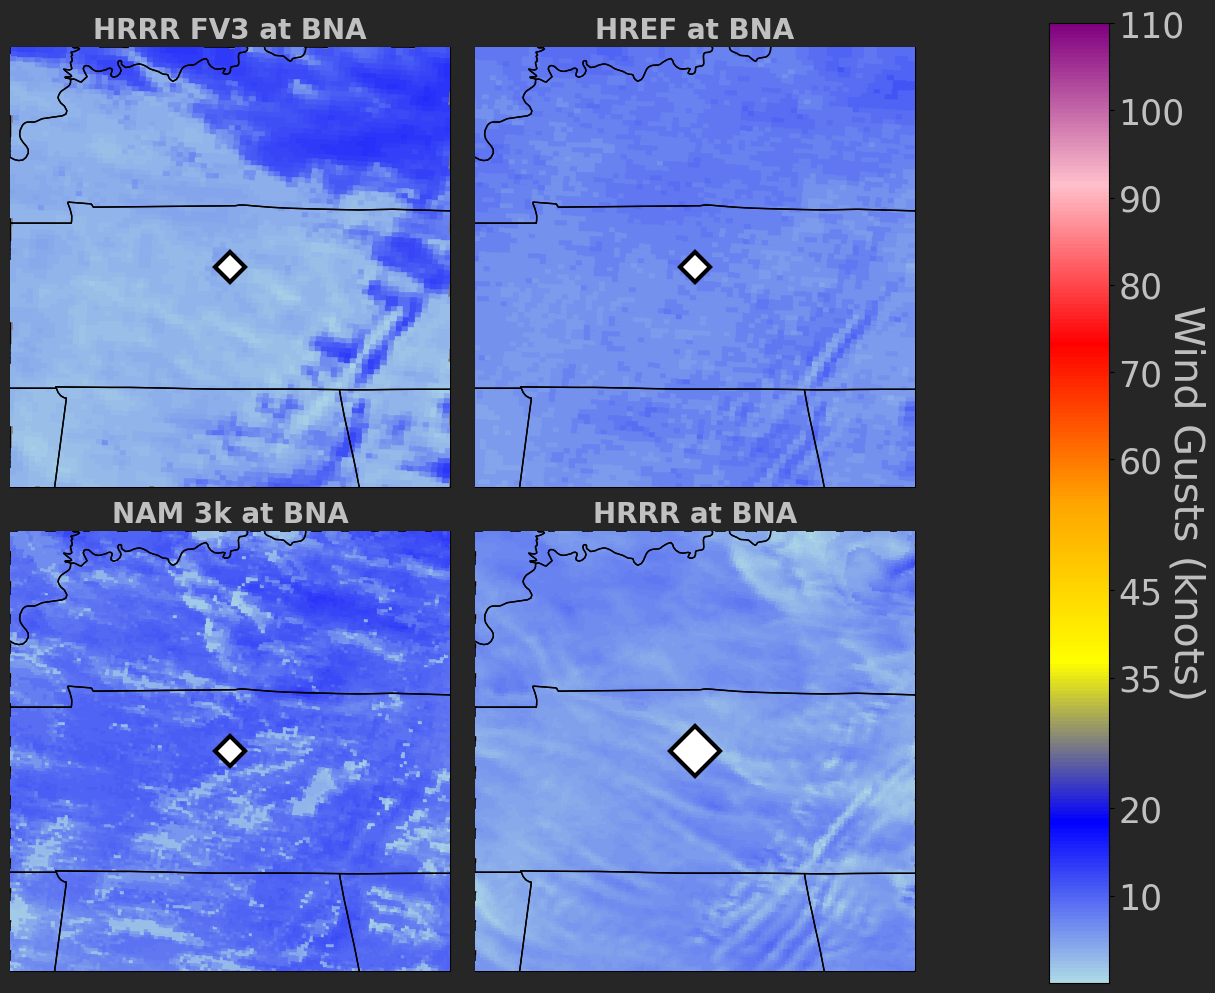 HRRR FV3 at BNA
HREF at BNA
NAM 3k at BNA
HRRR at BNA
110
100
90
80
70
60
45
35
20
10
Wind Gusts (knots)